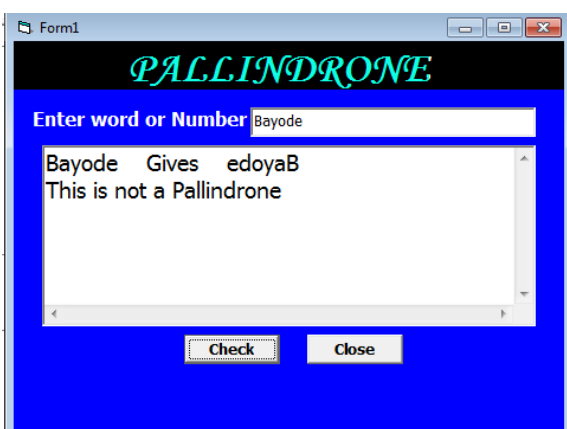 Form1
PALLINDRONE
Enter word or Number Bayode
Bayode Gives edoyaB
This is not a Pallindrone
Check Close